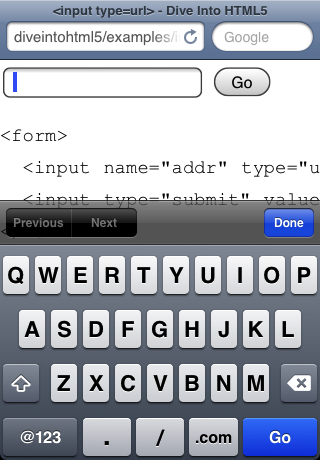 <input type=url> - Dive Into HTML5
diveintohtml5/examples/i
Google
Go
<form>
<input name="addr" type="u
<input type="submit" value
Previous Next Done
Q W E R T Y U I O P
A S D F G H J K L
Z X C V B N M
@123 . / .com Go